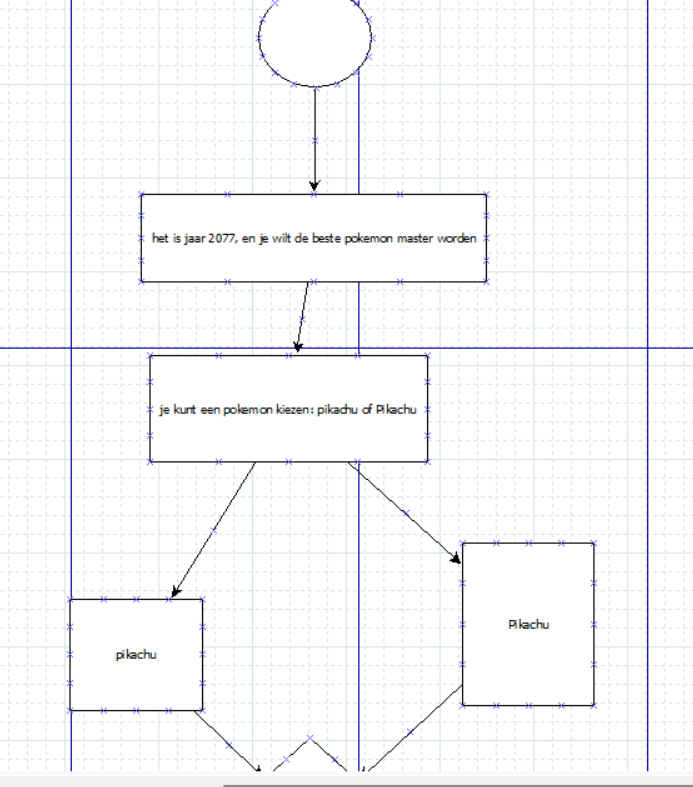 het is jaar 2077, en je wilt de beste pokemon master worden
je kunt een pokemon kiezen: pikachu of Pikachu
Pikachu
pikachu